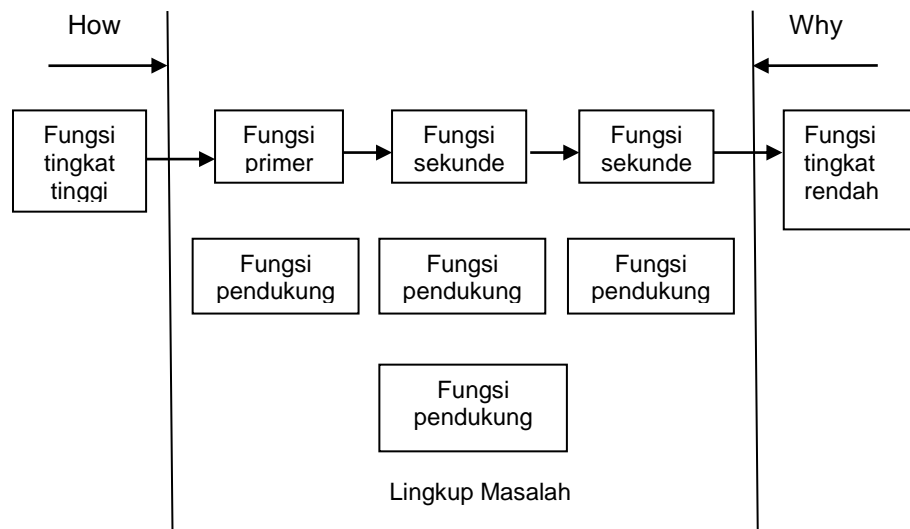 How
Why
Fungsi
tingkat
tinggi
Fungsi
primer
Fungsi
sekunde
Fungsi
sekunde
Fungsi
tingkat
rendah
Fungsi
pendukung
Fungsi
pendukung
Fungsi
pendukung
Fungsi
pendukung
Lingkup Masalah